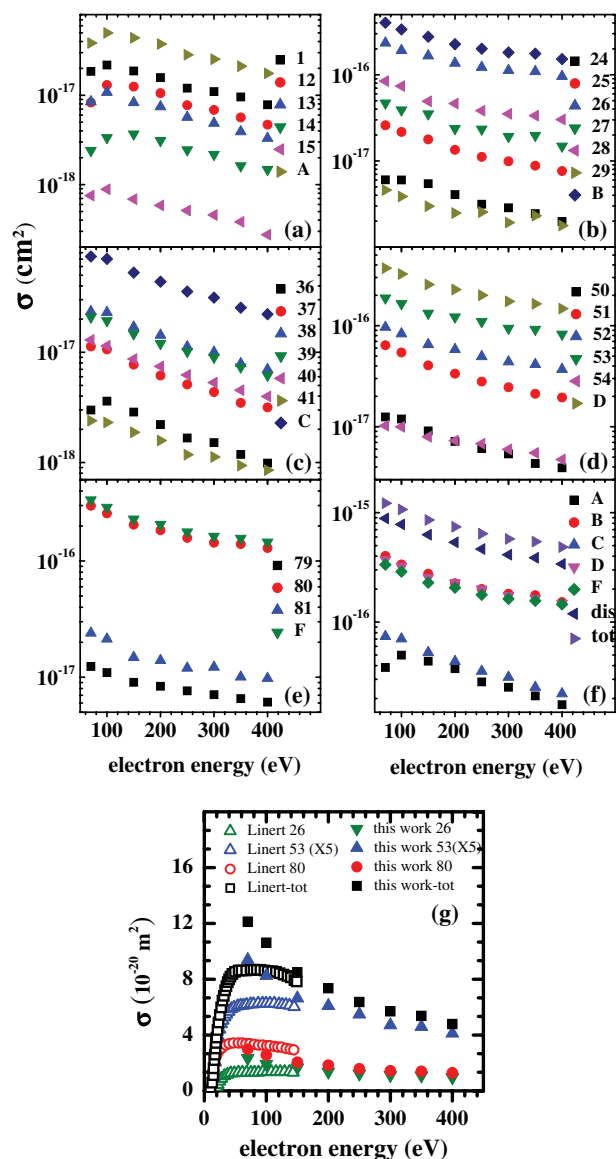 10⁻¹⁷
10⁻¹⁸
1
12
13
14
15
A
(a)
10⁻¹⁶
10⁻¹⁷
24
25
26
27
28
29
B
(b)
σ (cm²)
10⁻¹⁷
10⁻¹⁸
36
37
38
39
40
41
C
(c)
10⁻¹⁶
10⁻¹⁷
50
51
52
53
54
D
(d)
10⁻¹⁶
10⁻¹⁷
79
80
81
F
(e)
10⁻¹⁵
10⁻¹⁶
A
B
C
D
F
dis
tot
(f)
100 200 300 400
100 200 300 400
electron energy (eV)
electron energy (eV)
18
12
8
4
0
σ (10⁻²⁰ m²)
Linert 26
Linert 53 (X5)
Linert 80
Linert-tot
this work 26
this work 53(X5)
this work 80
this work-tot
(g)
0 100 200 300 400
electron energy (eV)